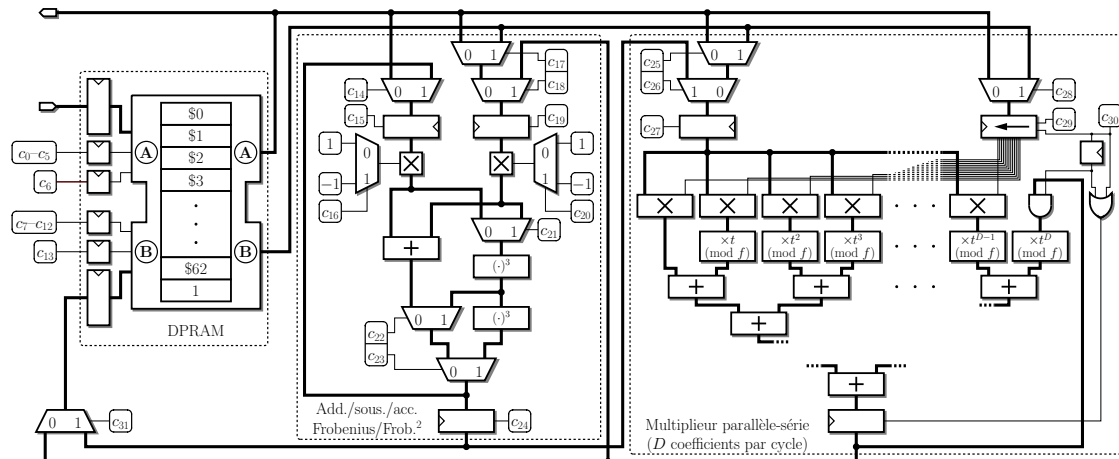 0 1 c₁₇
c₁₈
c₁₄ 0 1 0 1
c₁₅ c₁₉
1 0 × × 1
−1 1 −1
c₁₆ c₂₀
0 1 c₂₁
+ (·)³
0 1 (·)³
c₂₂
c₂₃ 0 1
Add./sous./acc.
Frobenius/Frob.²
c₂₄
$0
$1
c₀–c₅ A $2 A
c₆ $3
·
·
·
c₇–c₁₂
c₁₃ B B
$62
1
DPRAM
0 1 c₃₁
c₂₅ 0 1
c₂₆ 1 0 0 1 c₂₈
c₂₇ c₂₉ c₃₀
× × × × ×
×t ×t² ×t³ · · · ×tᴰ⁻¹ ×tᴰ
(mod f) (mod f) (mod f) (mod f) (mod f)
+ + · · · +
+
+
Multiplieur parallèle-série
(D coefficients par cycle)